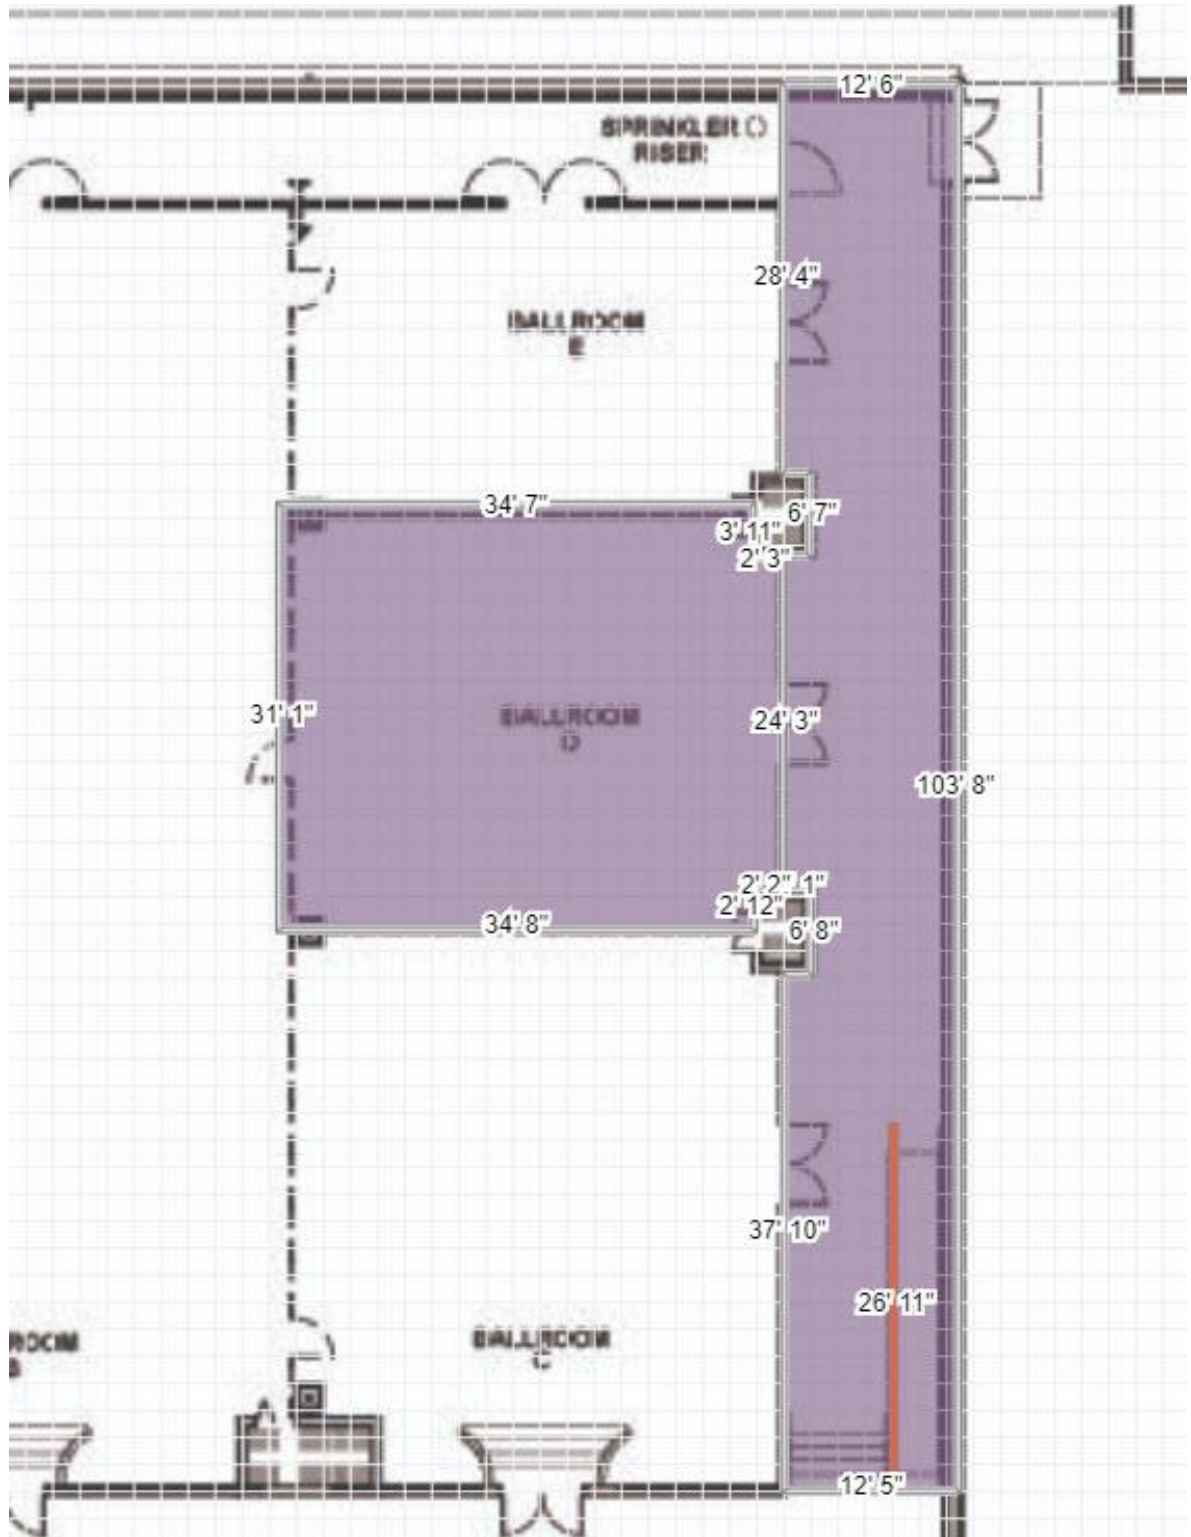 12' 6"
SPRINKLER
RISER:
28' 4"
BALLROOM
E
34' 7"
6' 7"
3' 11"
2' 3"
31' 1"
BALLROOM
D
24' 3"
103' 8"
2' 2"
1"
2' 12"
34' 8"
6' 8"
37' 10"
26' 11"
BALLROOM
C
ROOM
12' 5"